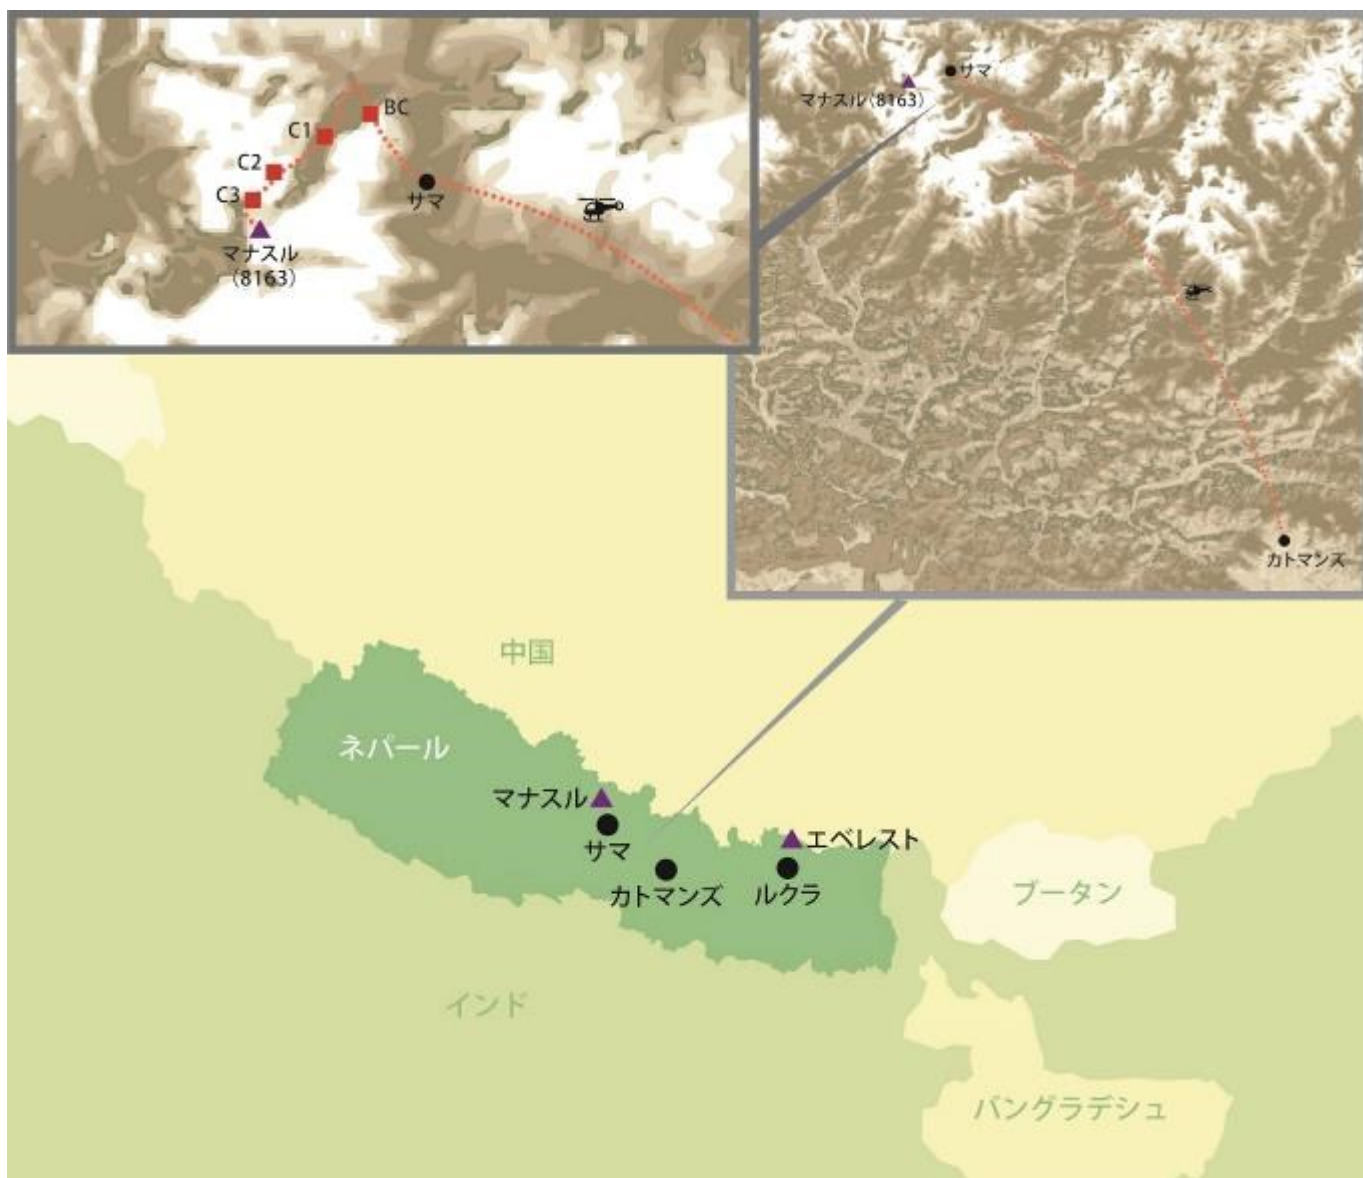 BC
C1
C2
C3
サマ
マナスル
(8163)
サマ
マナスル(8163)
カトマンズ
中国
ネパール
マナスル
サマ
エベレスト
カトマンズ
ルクラ
ブータン
インド
バングラデシュ